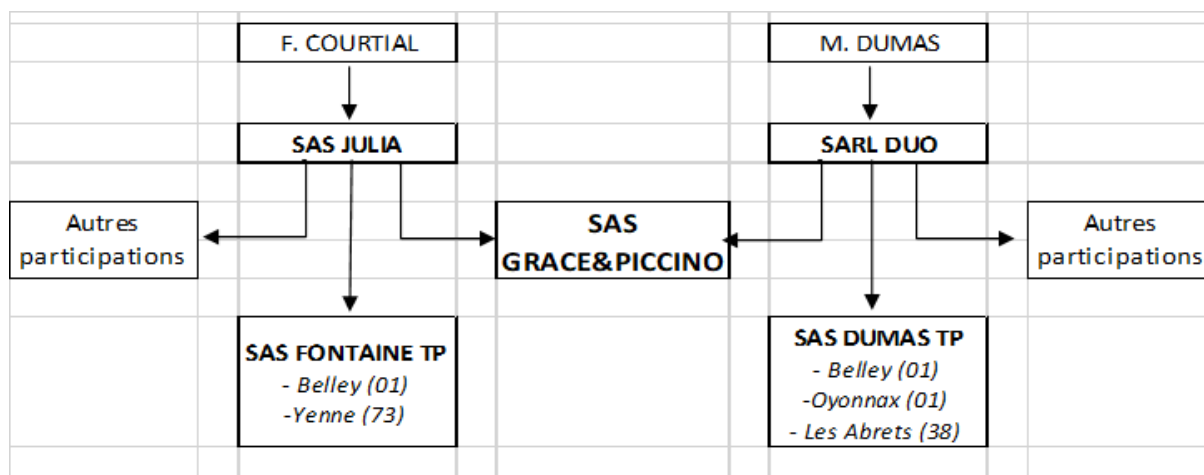 F. COURTIAL
M. DUMAS
SAS JULIA
SARL DUO
Autres
participations
SAS
GRACE&PICCINO
Autres
participations
SAS FONTAINE TP
- Belley (01)
-Yenne (73)
SAS DUMAS TP
- Belley (01)
-Oyonnax (01)
- Les Abrets (38)